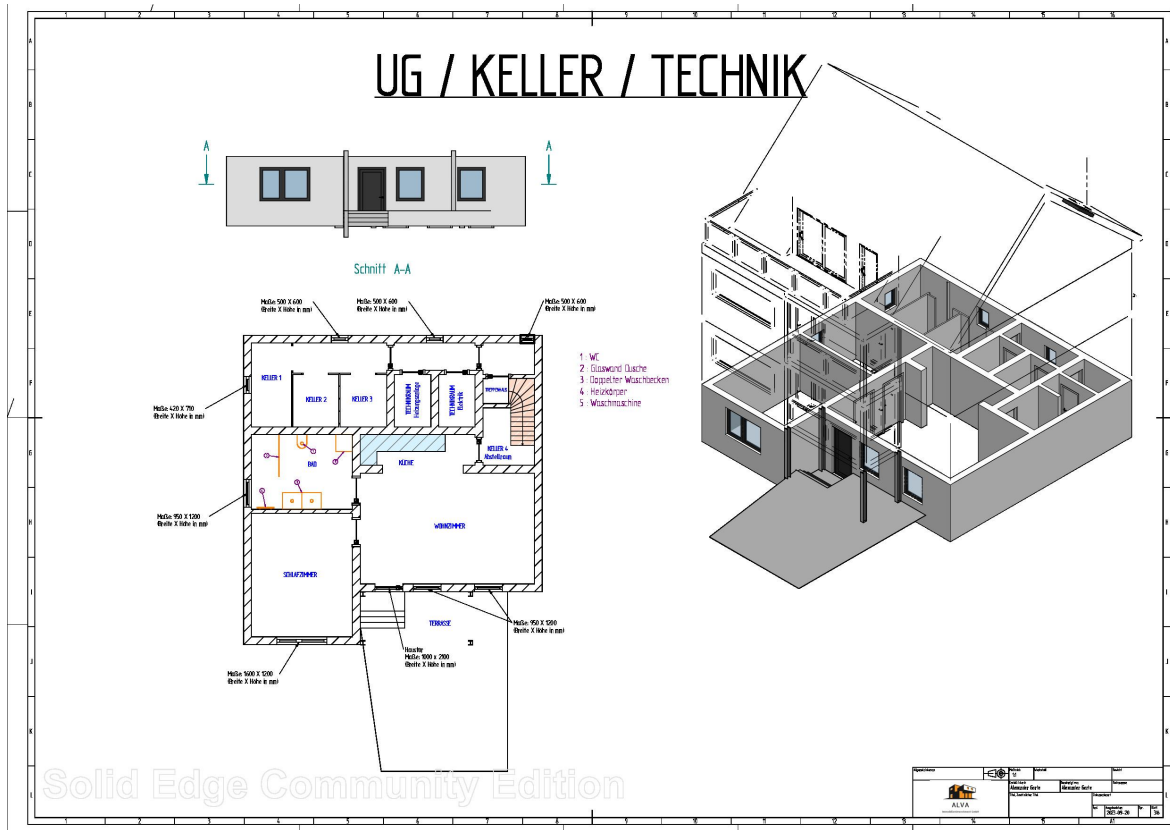 UG / KELLER / TECHNIK
A
A
Schnitt A-A
Maße: 500 X 600
(Breite X Höhe in mm)
Maße: 500 X 600
(Breite X Höhe in mm)
Maße: 500 X 600
(Breite X Höhe in mm)
1 : WC
2 : Glaswand Dusche
3 : Doppelter Waschbecken
4 : Heizkörper
5 : Waschmaschine
KELLER 1
KELLER 2
KELLER 3
TECHNIKRAUM
Heizungsanlage
TECHNIKRAUM
Elektrik
Maße: 420 X 710
(Breite X Höhe in mm)
KELLER 4
Abstellraum
BAD
KÜCHE
Maße: 950 X 1200
(Breite X Höhe in mm)
WOHNZIMMER
SCHLAFZIMMER
TERRASSE
Maße: 950 X 1200
(Breite X Höhe in mm)
Haustür
Maße: 1000 x 2100
(Breite X Höhe in mm)
Maße: 1600 X 1200
(Breite X Höhe in mm)
Solid Edge Community Edition
ALVA
2023-09-20
A1